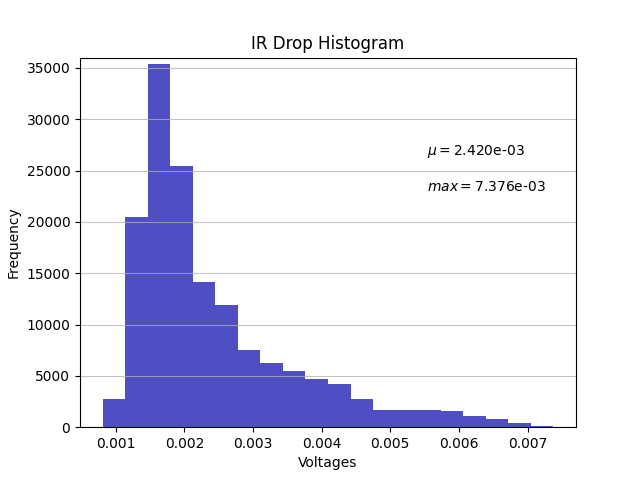 IR Drop Histogram
35000
30000
25000
20000
15000
10000
5000
0
Frequency
μ = 2.420e-03
max = 7.376e-03
0.001 0.002 0.003 0.004 0.005 0.006 0.007
Voltages